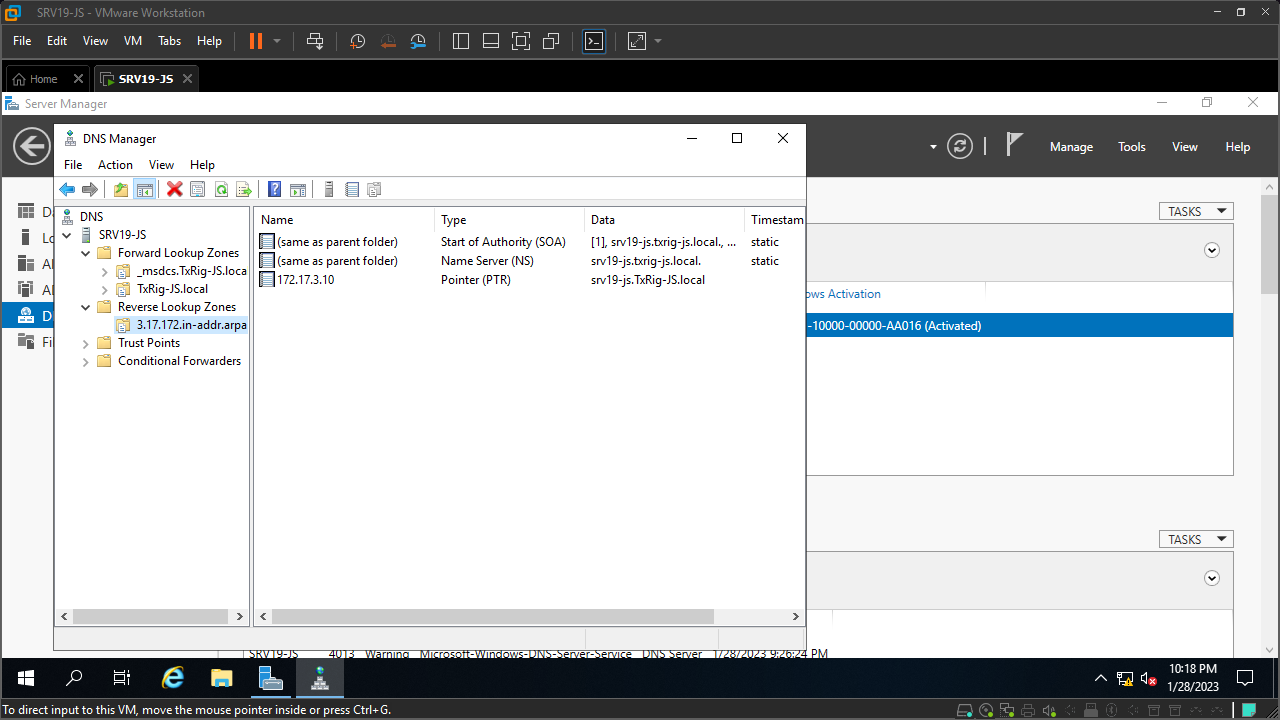 SRV19-JS - VMware Workstation
File Edit View VM Tabs Help
Home SRV19-JS
Server Manager
Manage Tools View Help
DNS Manager
File Action View Help
TASKS
DNS
SRV19-JS
Forward Lookup Zones
_msdcs.TxRig-JS.loca
TxRig-JS.local
Reverse Lookup Zones
3.17.172.in-addr.arpa
Trust Points
Conditional Forwarders
Name Type Data Timestam
(same as parent folder) Start of Authority (SOA) [1], srv19-js.txrig-js.local., ... static
(same as parent folder) Name Server (NS) srv19-js.txrig-js.local. static
172.17.3.10 Pointer (PTR) srv19-js.TxRig-JS.local
ows Activation
-10000-00000-AA016 (Activated)
TASKS
SRV19-JS 4013 Warning Microsoft-Windows-DNS-Server-Service DNS Server 1/28/2023 9:26:24 PM
10:18 PM
1/28/2023
To direct input to this VM, move the mouse pointer inside or press Ctrl+G.